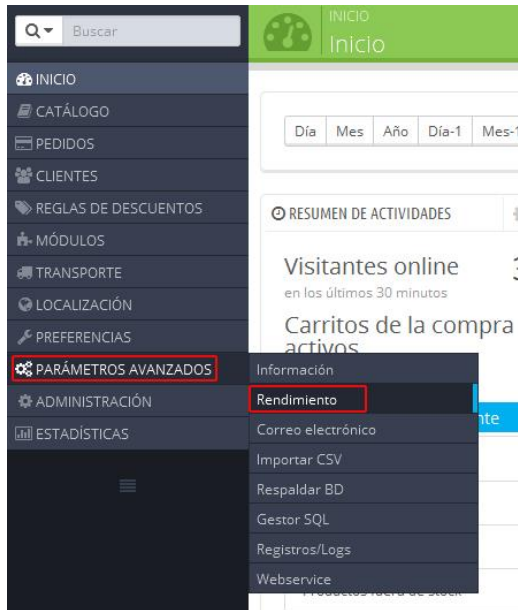 Buscar
INICIO
Inicio
INICIO
CATÁLOGO
PEDIDOS
CLIENTES
REGLAS DE DESCUENTOS
MÓDULOS
TRANSPORTE
LOCALIZACIÓN
PREFERENCIAS
PARÁMETROS AVANZADOS
ADMINISTRACIÓN
ESTADÍSTICAS
Día Mes Año Día-1 Mes-1
RESUMEN DE ACTIVIDADES
Visitantes online
en los últimos 30 minutos
Carritos de la compra
activos
Información
Rendimiento
Correo electrónico
Importar CSV
Respaldar BD
Gestor SQL
Registros/Logs
Webservice